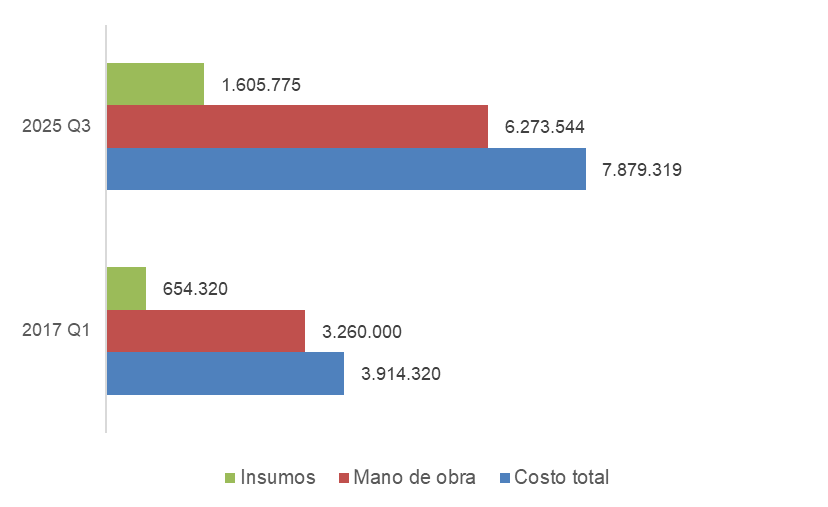 1.605.775
2025 Q3
6.273.544
7.879.319
654.320
2017 Q1
3.260.000
3.914.320
Insumos Mano de obra Costo total